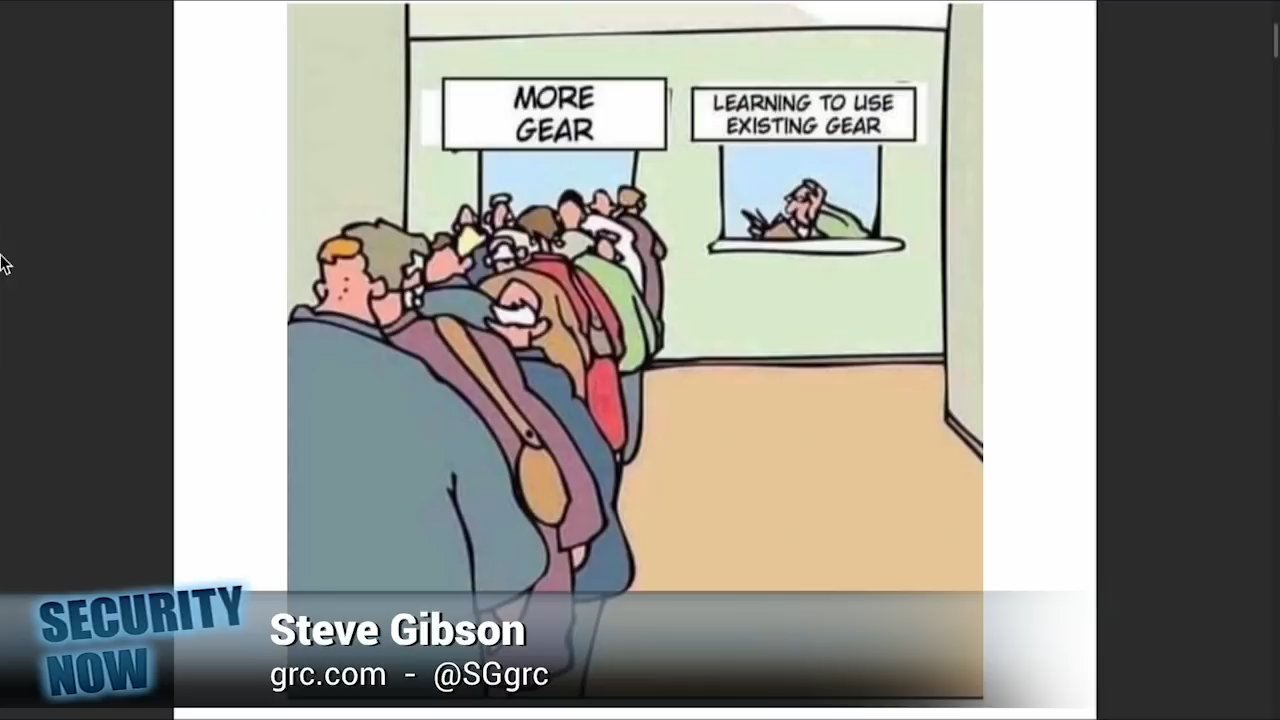 MORE
GEAR
LEARNING TO USE
EXISTING GEAR
SECURITY
NOW
Steve Gibson
grc.com - @SGgrc